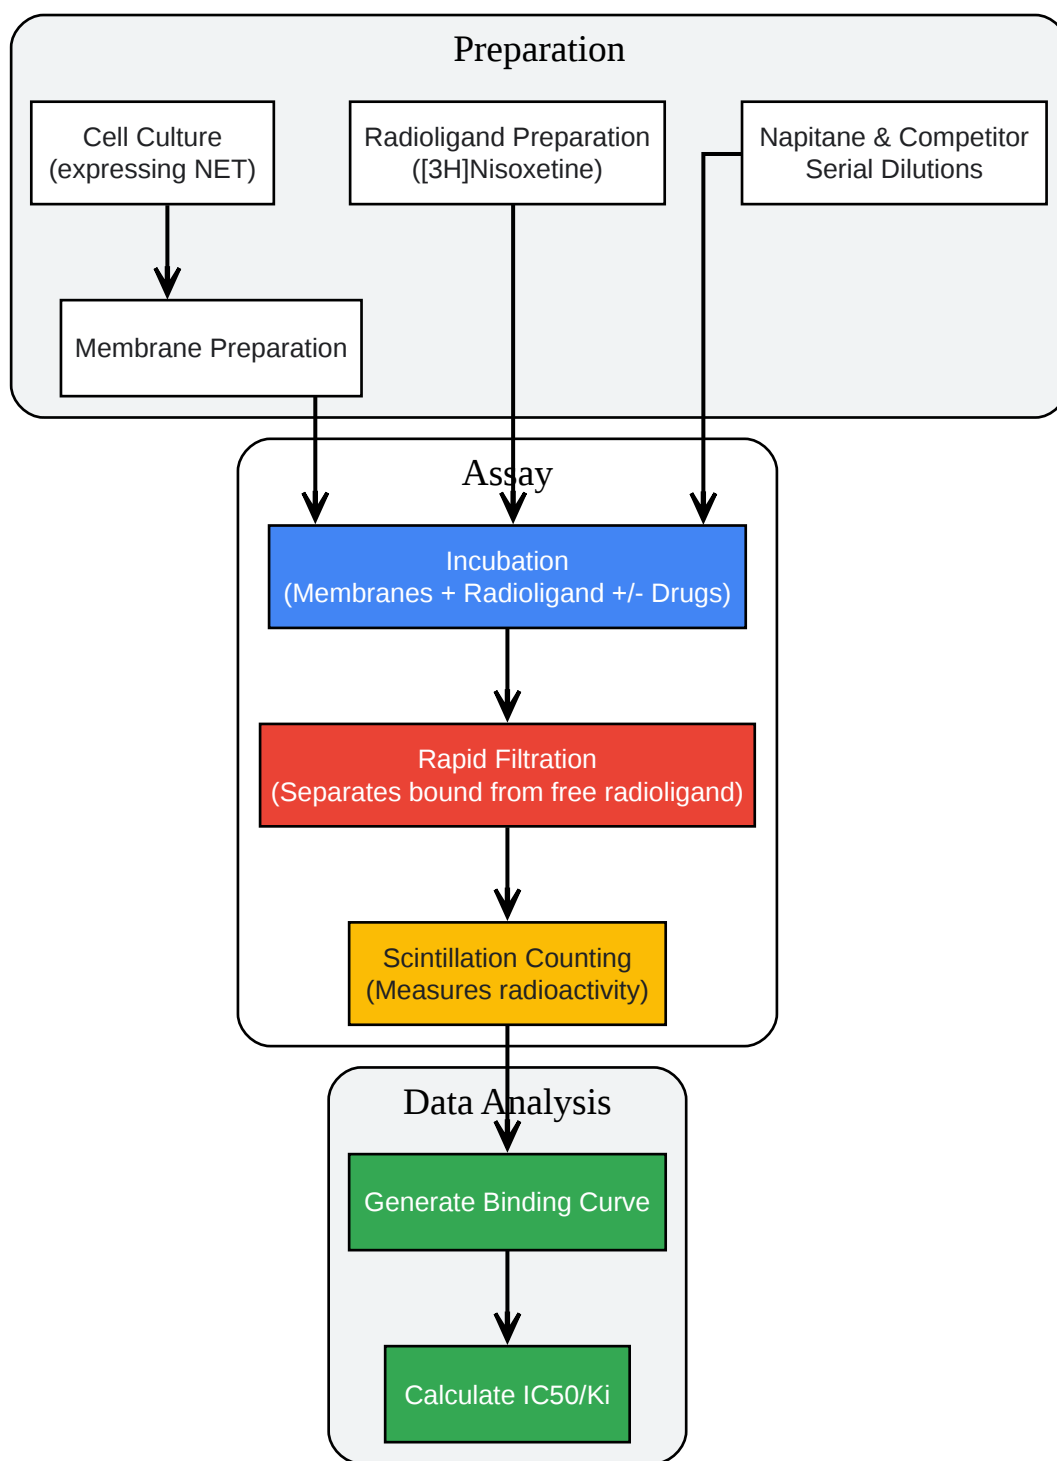 Preparation
Cell Culture
(expressing NET)
Radioligand Preparation
([3H]Nisoxetine)
Napitane & Competitor
Serial Dilutions
Membrane Preparation
Assay
Incubation
(Membranes + Radioligand +/- Drugs)
Rapid Filtration
(Separates bound from free radioligand)
Scintillation Counting
(Measures radioactivity)
Data Analysis
Generate Binding Curve
Calculate IC50/Ki